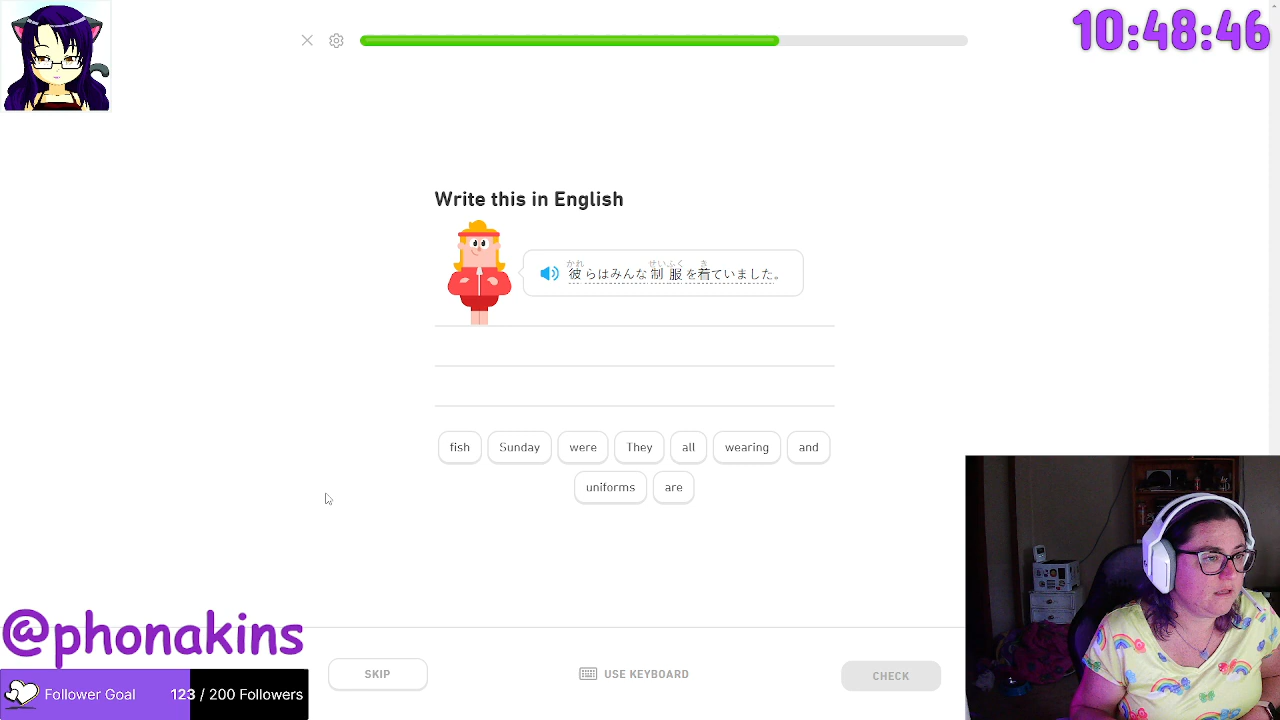 10:48:46
Write this in English
かれ せいふく き
彼らはみんな制服を着ていました。
fish Sunday were They all wearing and
uniforms are
@phonakins
Follower Goal 123 / 200 Followers
SKIP USE KEYBOARD CHECK